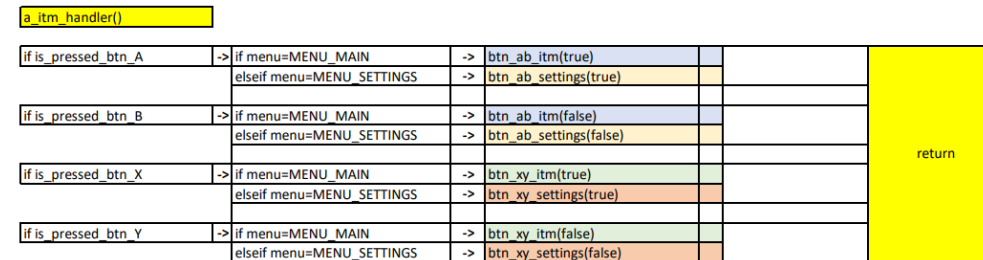 a_itm_handler()
if is_pressed_btn_A -> if menu=MENU_MAIN -> btn_ab_itm(true)
elseif menu=MENU_SETTINGS -> btn_ab_settings(true)
if is_pressed_btn_B -> if menu=MENU_MAIN -> btn_ab_itm(false)
elseif menu=MENU_SETTINGS -> btn_ab_settings(false)
return
if is_pressed_btn_X -> if menu=MENU_MAIN -> btn_xy_itm(true)
elseif menu=MENU_SETTINGS -> btn_xy_settings(true)
if is_pressed_btn_Y -> if menu=MENU_MAIN -> btn_xy_itm(false)
elseif menu=MENU_SETTINGS -> btn_xy_settings(false)